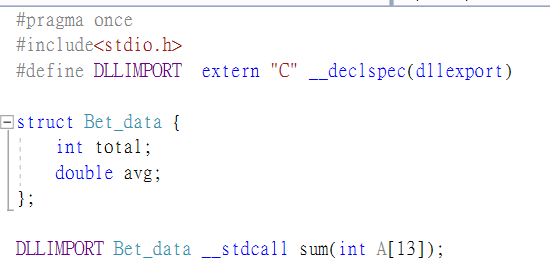 #pragma once
#include<stdio.h>
#define DLLIMPORT  extern "C" __declspec(dllexport)
struct Bet_data {
int total;
double avg;
};
DLLIMPORT Bet_data __stdcall sum(int A[13]);